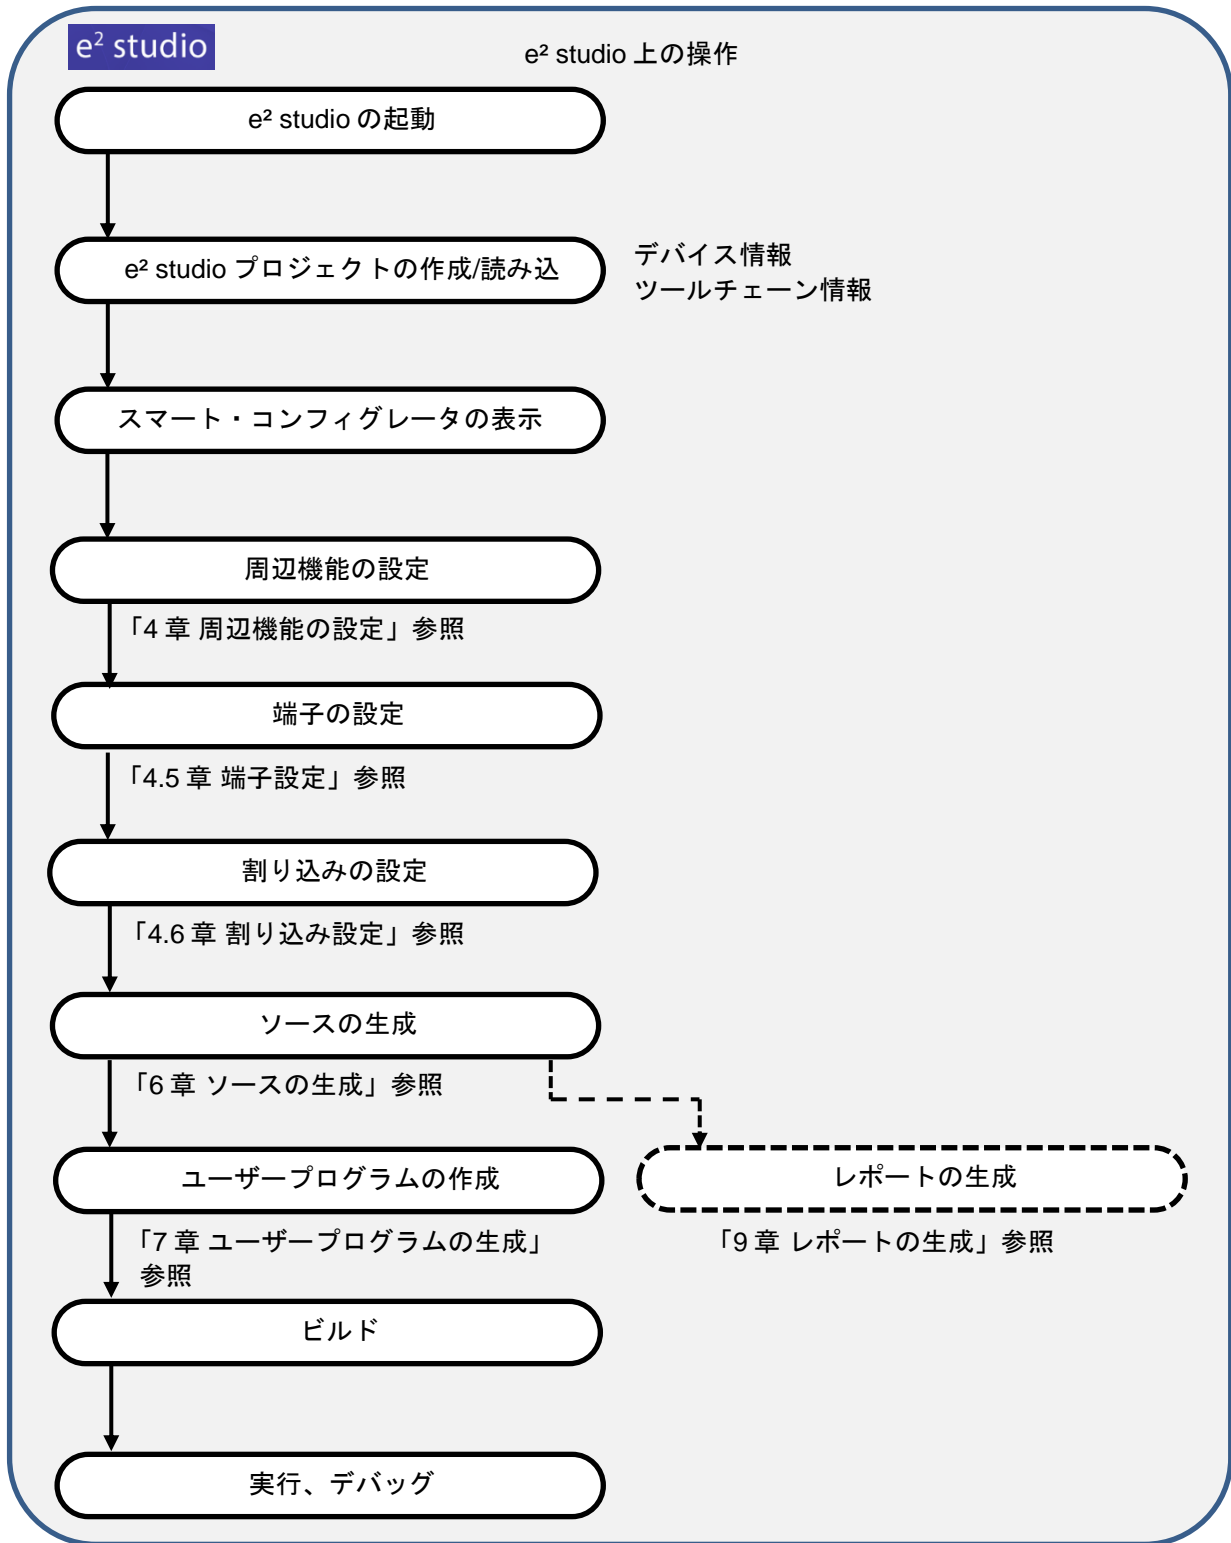 e² studio
e² studio 上の操作
e² studio の起動
e² studio プロジェクトの作成/読み込
デバイス情報
ツールチェーン情報
スマート・コンフィグレータの表示
周辺機能の設定
「4 章 周辺機能の設定」参照
端子の設定
「4.5 章 端子設定」参照
割り込みの設定
「4.6 章 割り込み設定」参照
ソースの生成
「6 章 ソースの生成」参照
ユーザープログラムの作成
レポートの生成
「7 章 ユーザープログラムの生成」
参照
「9 章 レポートの生成」参照
ビルド
実行、デバッグ